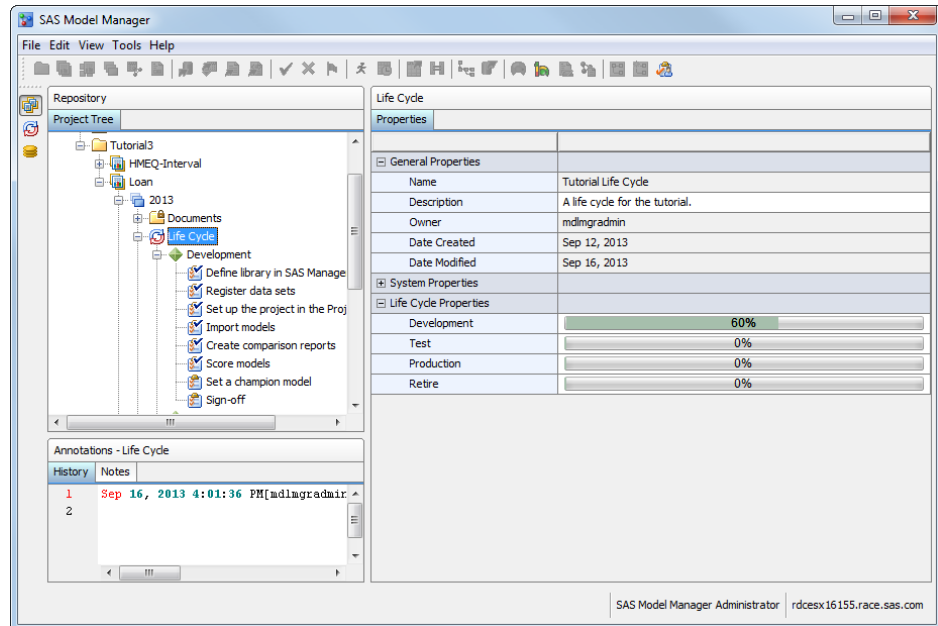 SAS Model Manager
File Edit View Tools Help
Repository
Project Tree
Tutorial3
HMEQ-Interval
Loan
2013
Documents
Life Cycle
Development
Define library in SAS Manage
Register data sets
Set up the project in the Proj
Import models
Create comparison reports
Score models
Set a champion model
Sign-off
Annotations - Life Cycle
History Notes
1 Sep 16, 2013 4:01:36 PM[mdlmgradmin
2
Life Cycle
Properties
General Properties
Name Tutorial Life Cycle
Description A life cycle for the tutorial.
Owner mdlmgradmin
Date Created Sep 12, 2013
Date Modified Sep 16, 2013
System Properties
Life Cycle Properties
Development 60%
Test 0%
Production 0%
Retire 0%
SAS Model Manager Administrator rdcesx16155.race.sas.com